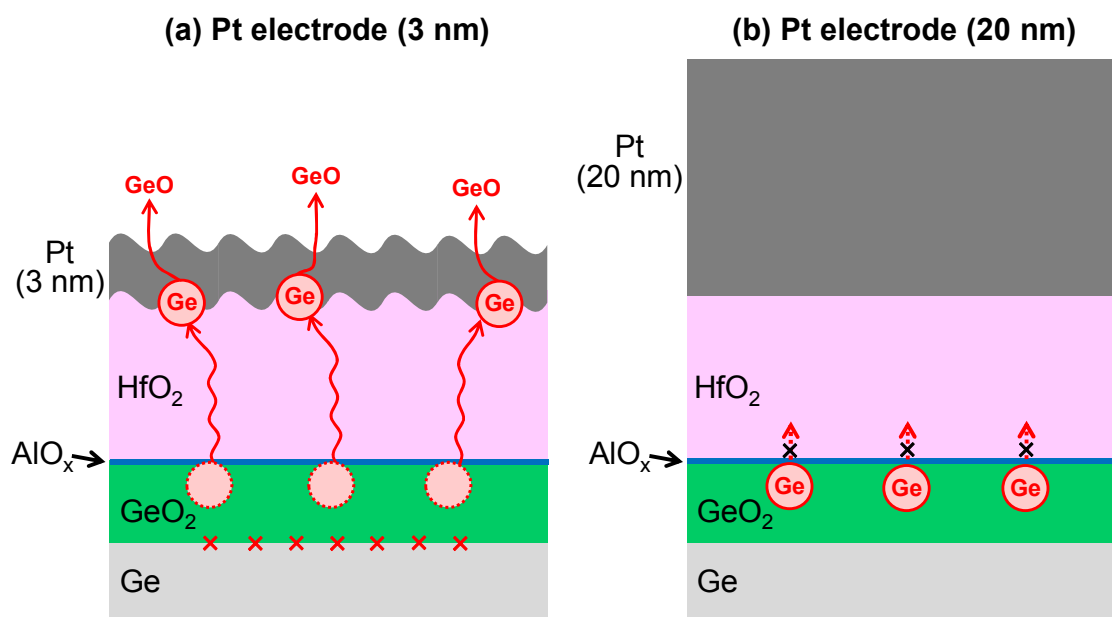 (a) Pt electrode (3 nm)
GeO
GeO
GeO
Pt
(3 nm)
Ge
Ge
Ge
HfO₂
AlOₓ
GeO₂
Ge
(b) Pt electrode (20 nm)
Pt
(20 nm)
HfO₂
AlOₓ
Ge
Ge
Ge
GeO₂
Ge